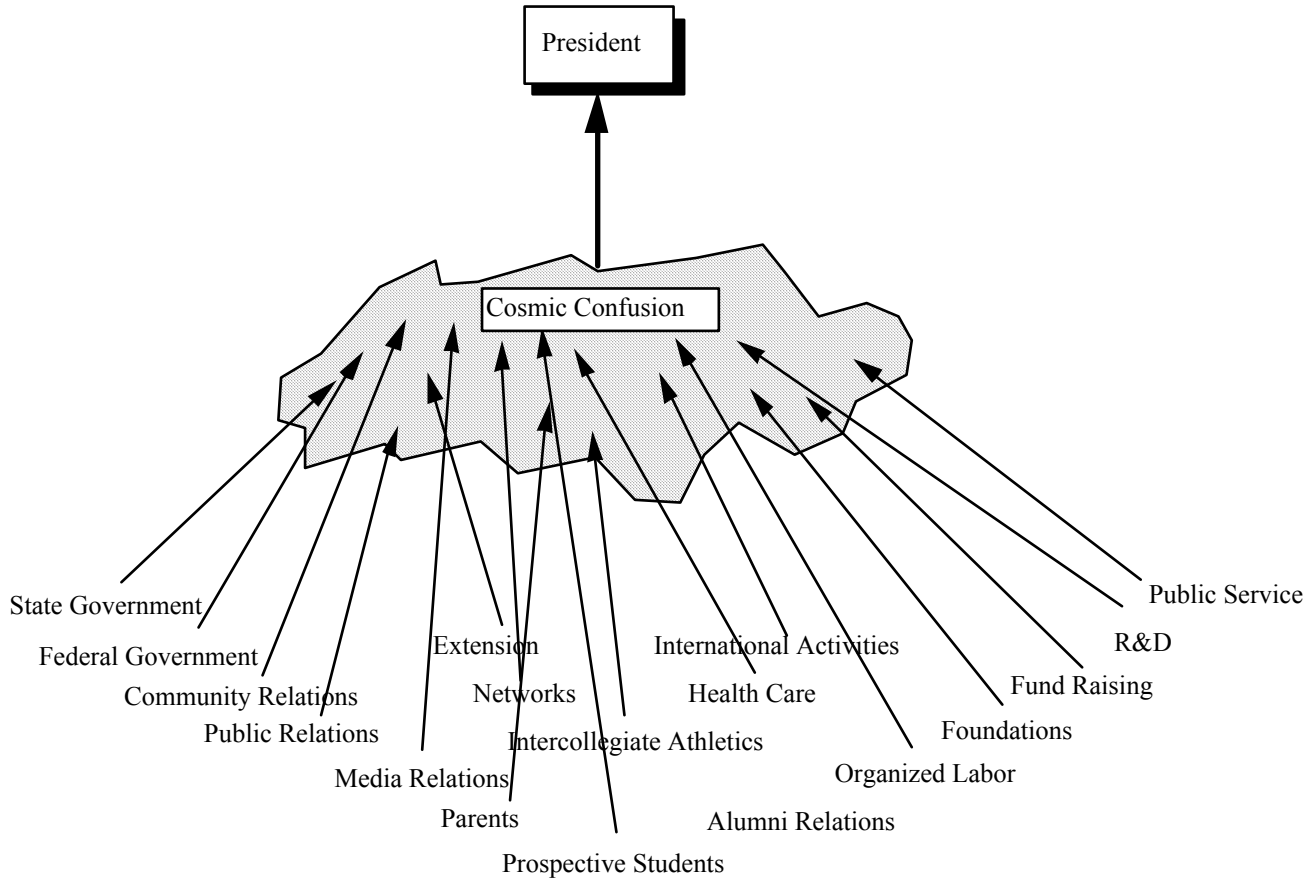 President
Cosmic Confusion
State Government
Federal Government
Community Relations
Public Relations
Media Relations
Parents
Prospective Students
Extension
Networks
Intercollegiate Athletics
Alumni Relations
International Activities
Health Care
Organized Labor
Foundations
Fund Raising
R&D
Public Service